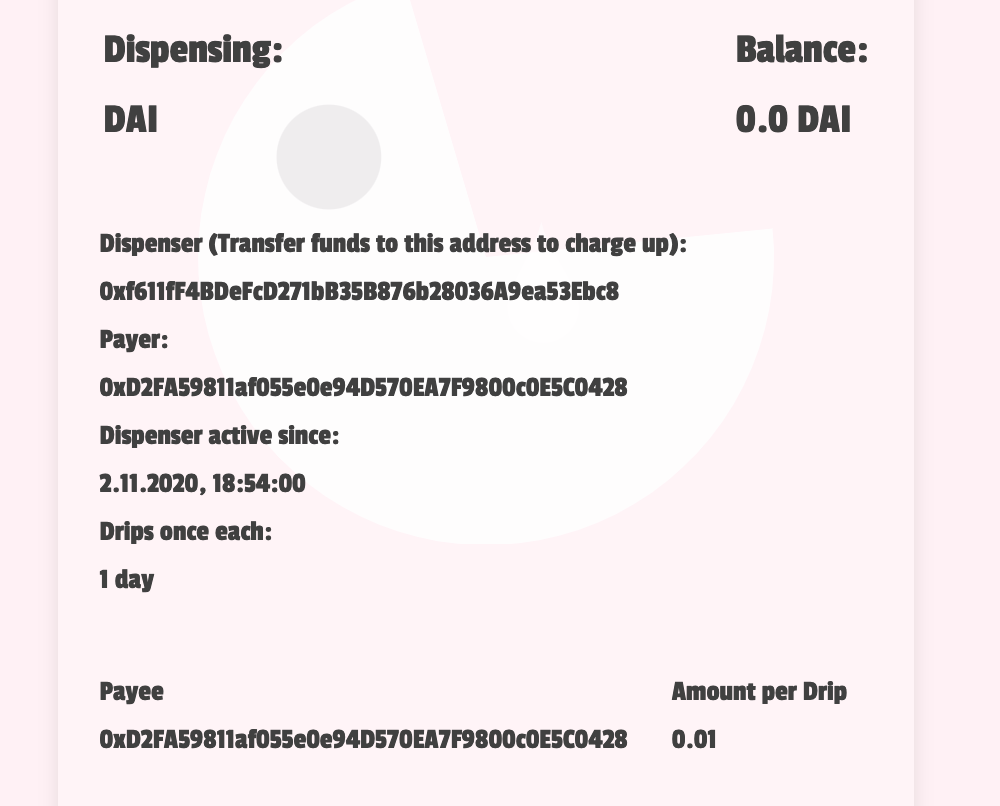 Dispensing:
Balance:
DAI
0.0 DAI
Dispenser (Transfer funds to this address to charge up):
0xf611fF4BDeFcD271bB35B876b28036A9ea53Ebc8
Payer:
0xD2FA59811af055e0e94D570EA7F9800c0E5C0428
Dispenser active since:
2.11.2020, 18:54:00
Drips once each:
1 day
Payee
Amount per Drip
0xD2FA59811af055e0e94D570EA7F9800c0E5C0428
0.01